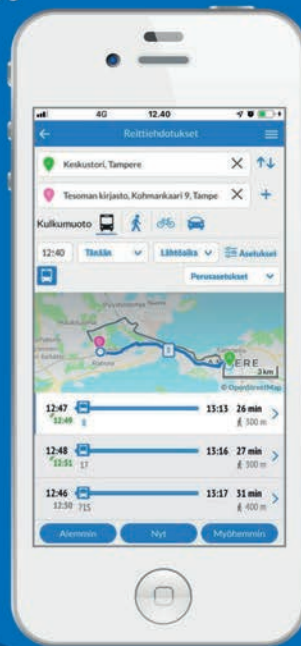 4G 12.40
Reittiehdotukset
Keskustori, Tampere
Tesoman kirjasto, Kohmankaari 9, Tampe
Kulkumuoto
12:40 Tänään Lähtöaika Asetukset
Perusasetukset
ERE
3 km
© OpenStreetMap
12:47 13:13 26 min
12:49 8 300 m
12:48 13:16 27 min
12:51 17 300 m
12:46 13:17 31 min
12:50 715 400 m
Aiemmin Nyt Myöhemmin